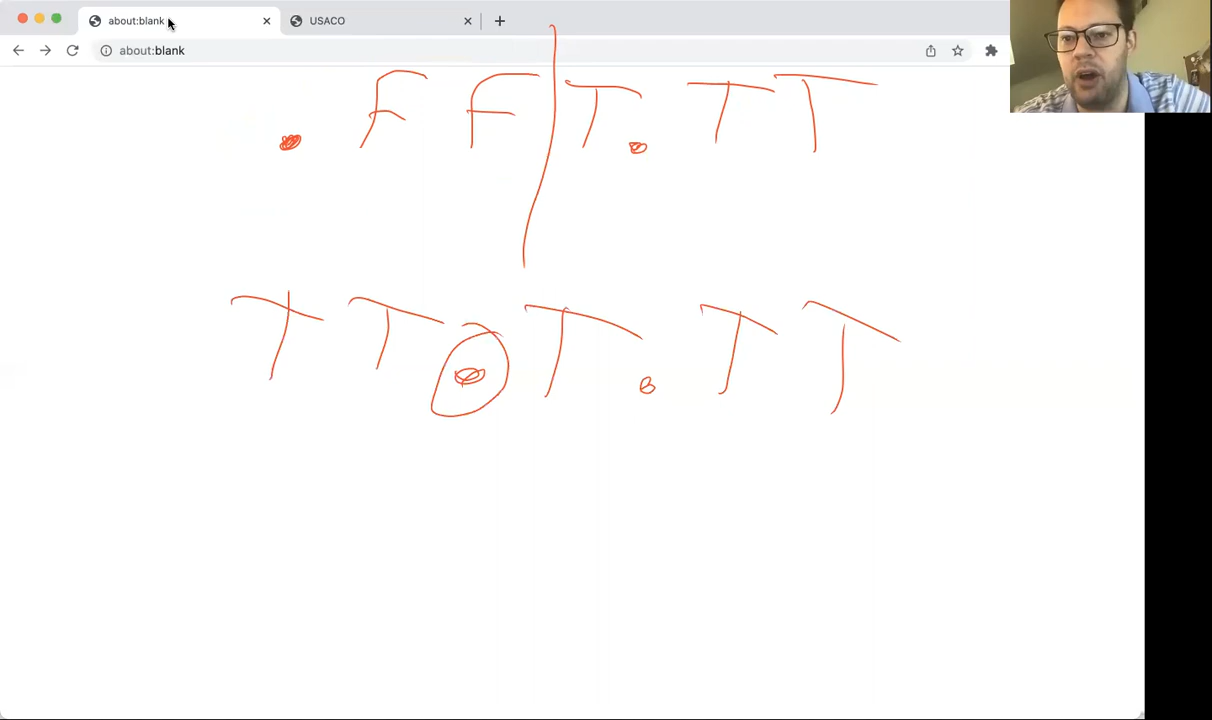 about:blank
USACO
about:blank
. F F T . T T
T T . T . T T